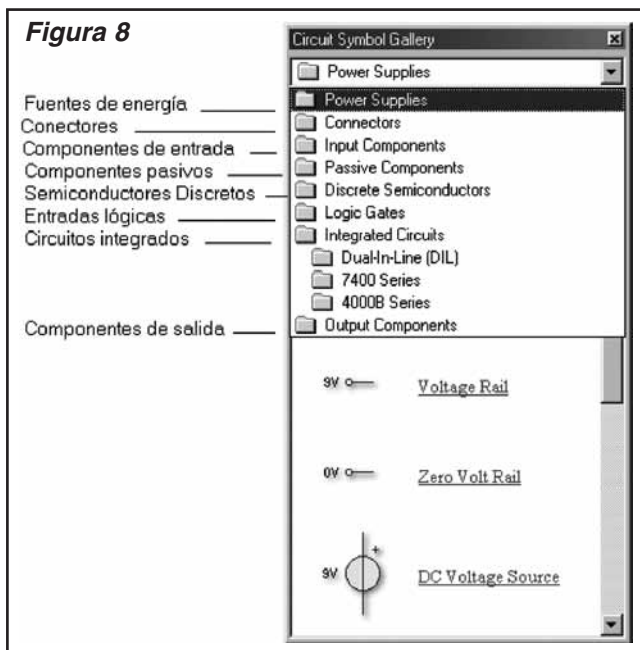 Figura 8
Circuit Symbol Gallery
Power Supplies
Fuentes de energía
Power Supplies
Conectores
Connectors
Componentes de entrada
Input Components
Componentes pasivos
Passive Components
Semiconductores Discretos
Discrete Semiconductors
Entradas lógicas
Logic Gates
Circuitos integrados
Integrated Circuits
Dual-In-Line (DIL)
7400 Series
4000B Series
Componentes de salida
Output Components
9V
Voltage Rail
0V
Zero Volt Rail
9V
+
DC Voltage Source